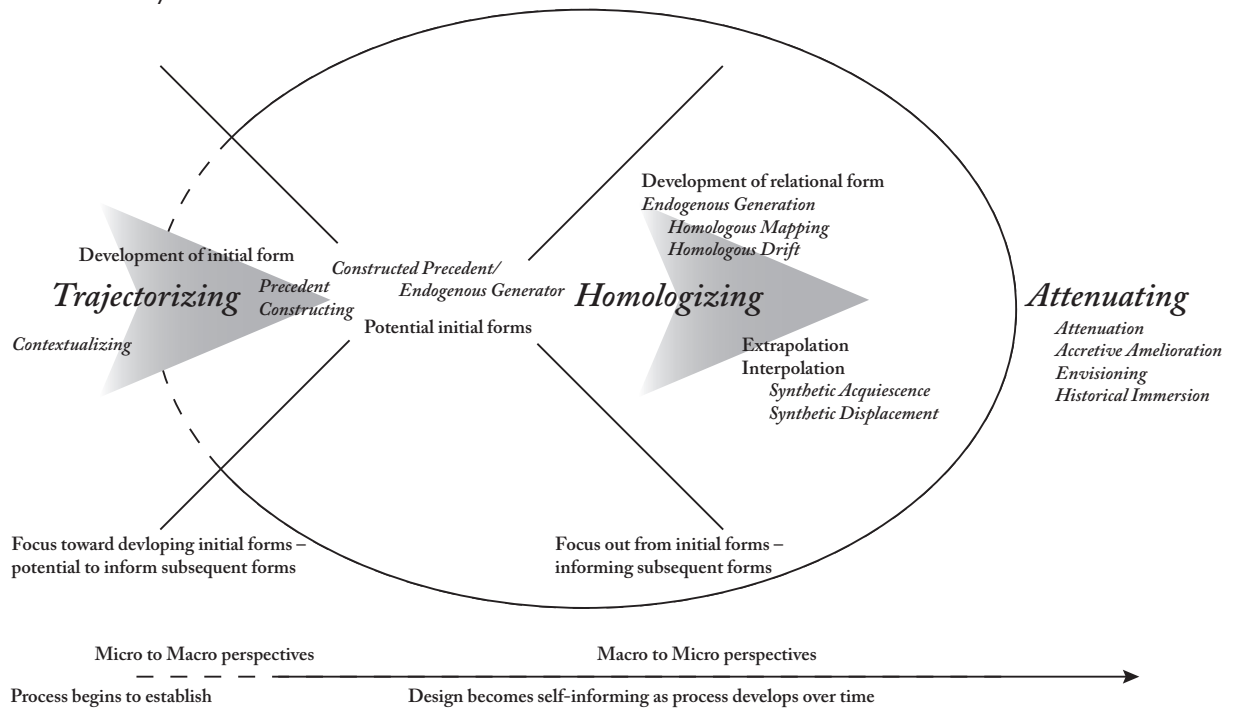 Development of relational form
Endogenous Generation
Homologous Mapping
Homologous Drift
Development of initial form
Constructed Precedent/
Endogenous Generator
Trajectorizing
Precedent
Constructing
Homologizing
Attenuating
Potential initial forms
Contextualizing
Attenuation
Accretive Amelioration
Envisioning
Historical Immersion
Extrapolation
Interpolation
Synthetic Acquiescence
Synthetic Displacement
Focus toward devloping initial forms –
potential to inform subsequent forms
Focus out from initial forms –
informing subsequent forms
Micro to Macro perspectives
Macro to Micro perspectives
Process begins to establish
Design becomes self-informing as process develops over time